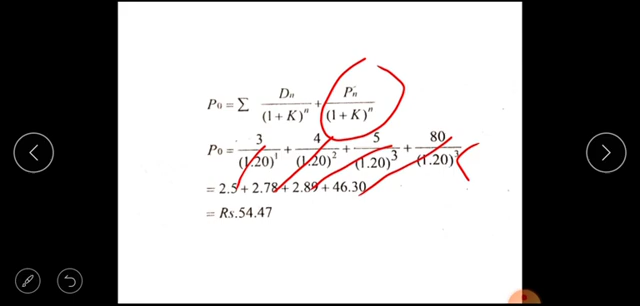 P₀ = Σ Dₙ/(1 + K)ⁿ + Pₙ/(1 + K)ⁿ
P₀ = 3/(1.20)¹ + 4/(1.20)² + 5/(1.20)³ + 80/(1.20)³
= 2.5 + 2.78 + 2.89 + 46.30
= Rs.54.47